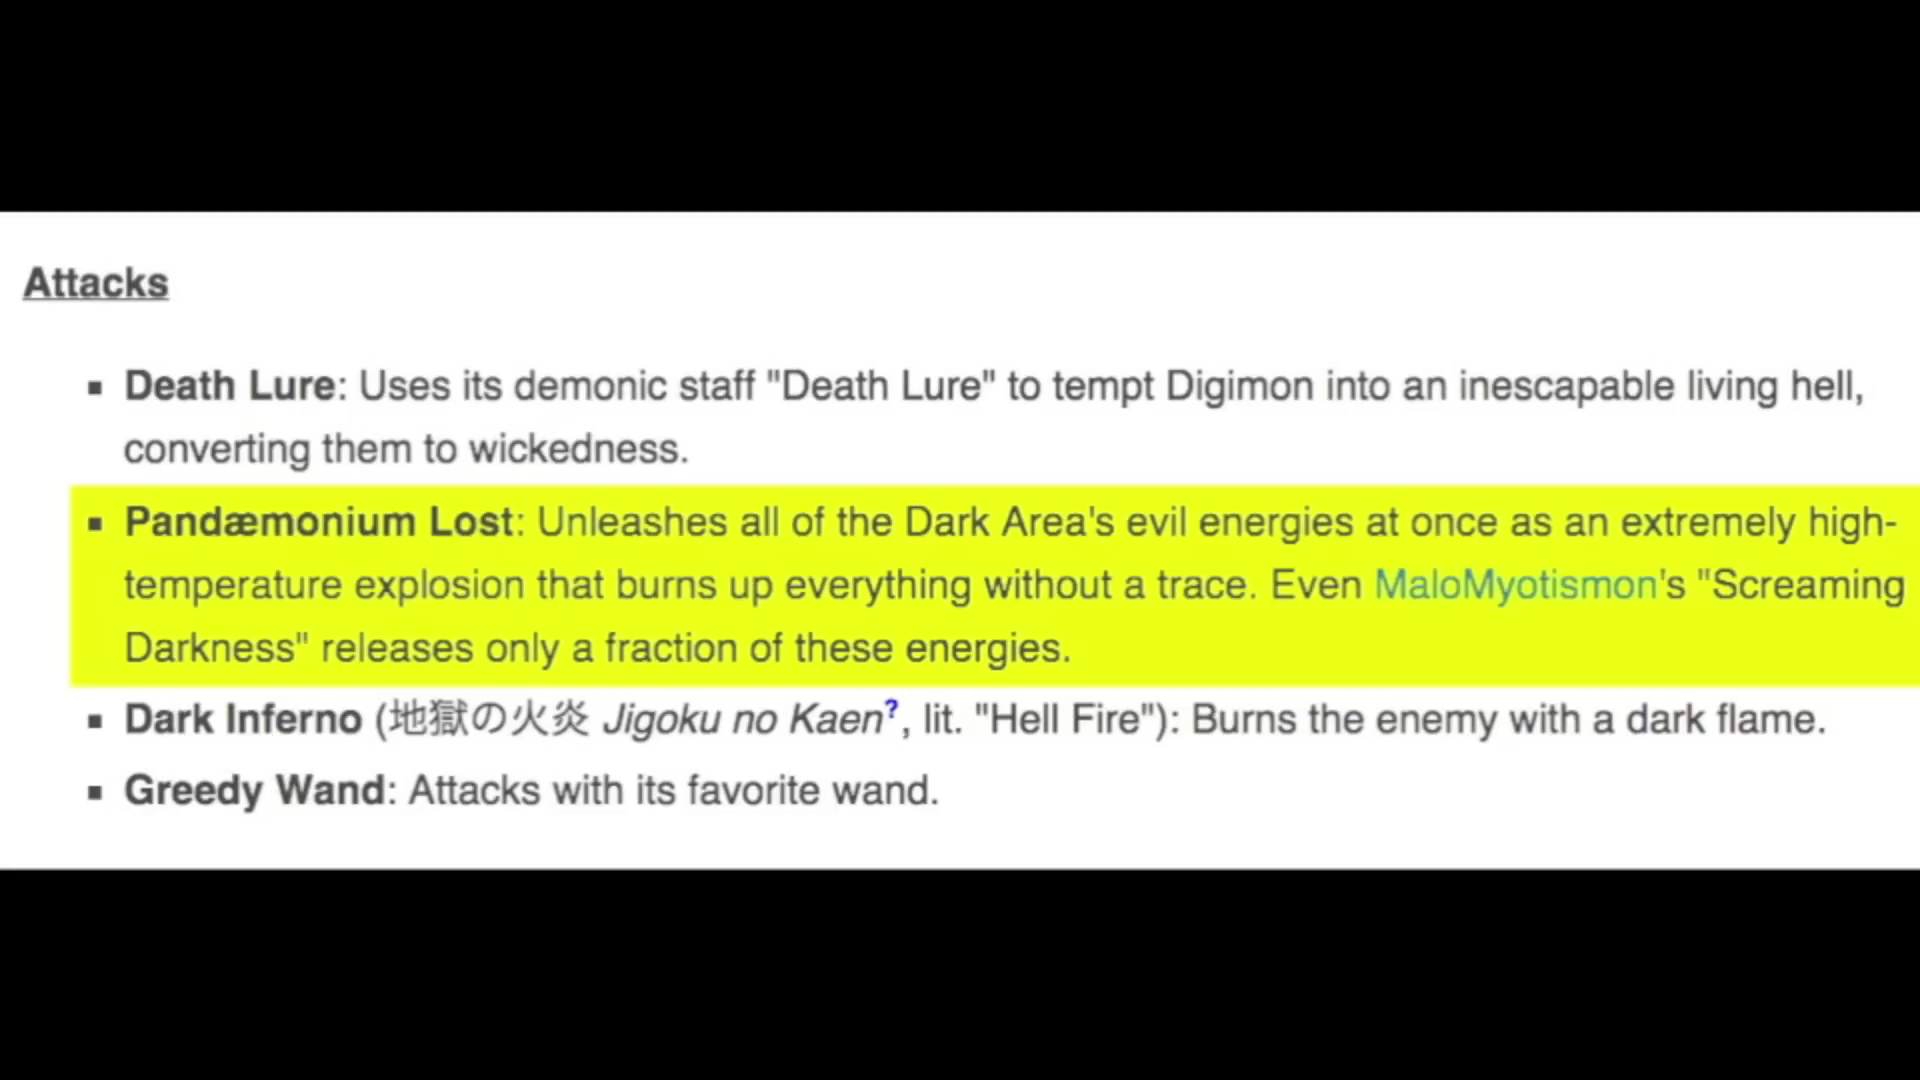 Attacks
▪ Death Lure: Uses its demonic staff "Death Lure" to tempt Digimon into an inescapable living hell,
converting them to wickedness.
▪ Pandæmonium Lost: Unleashes all of the Dark Area's evil energies at once as an extremely high-
temperature explosion that burns up everything without a trace. Even MaloMyotismon's "Screaming
Darkness" releases only a fraction of these energies.
▪ Dark Inferno (地獄の火炎 Jigoku no Kaen?, lit. "Hell Fire"): Burns the enemy with a dark flame.
▪ Greedy Wand: Attacks with its favorite wand.